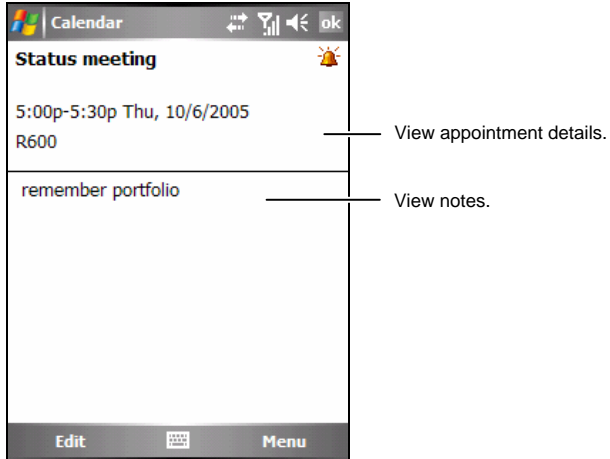 Calendar
ok
Status meeting
5:00p-5:30p Thu, 10/6/2005
R600
View appointment details.
remember portfolio
View notes.
Edit
Menu